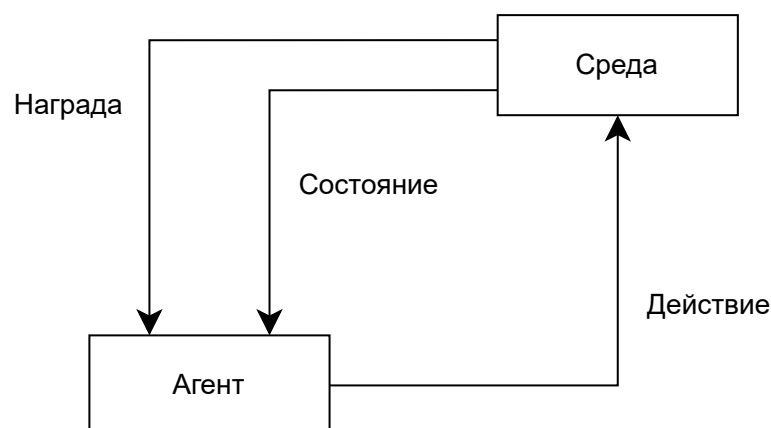 Среда
Награда
Состояние
Действие
Агент